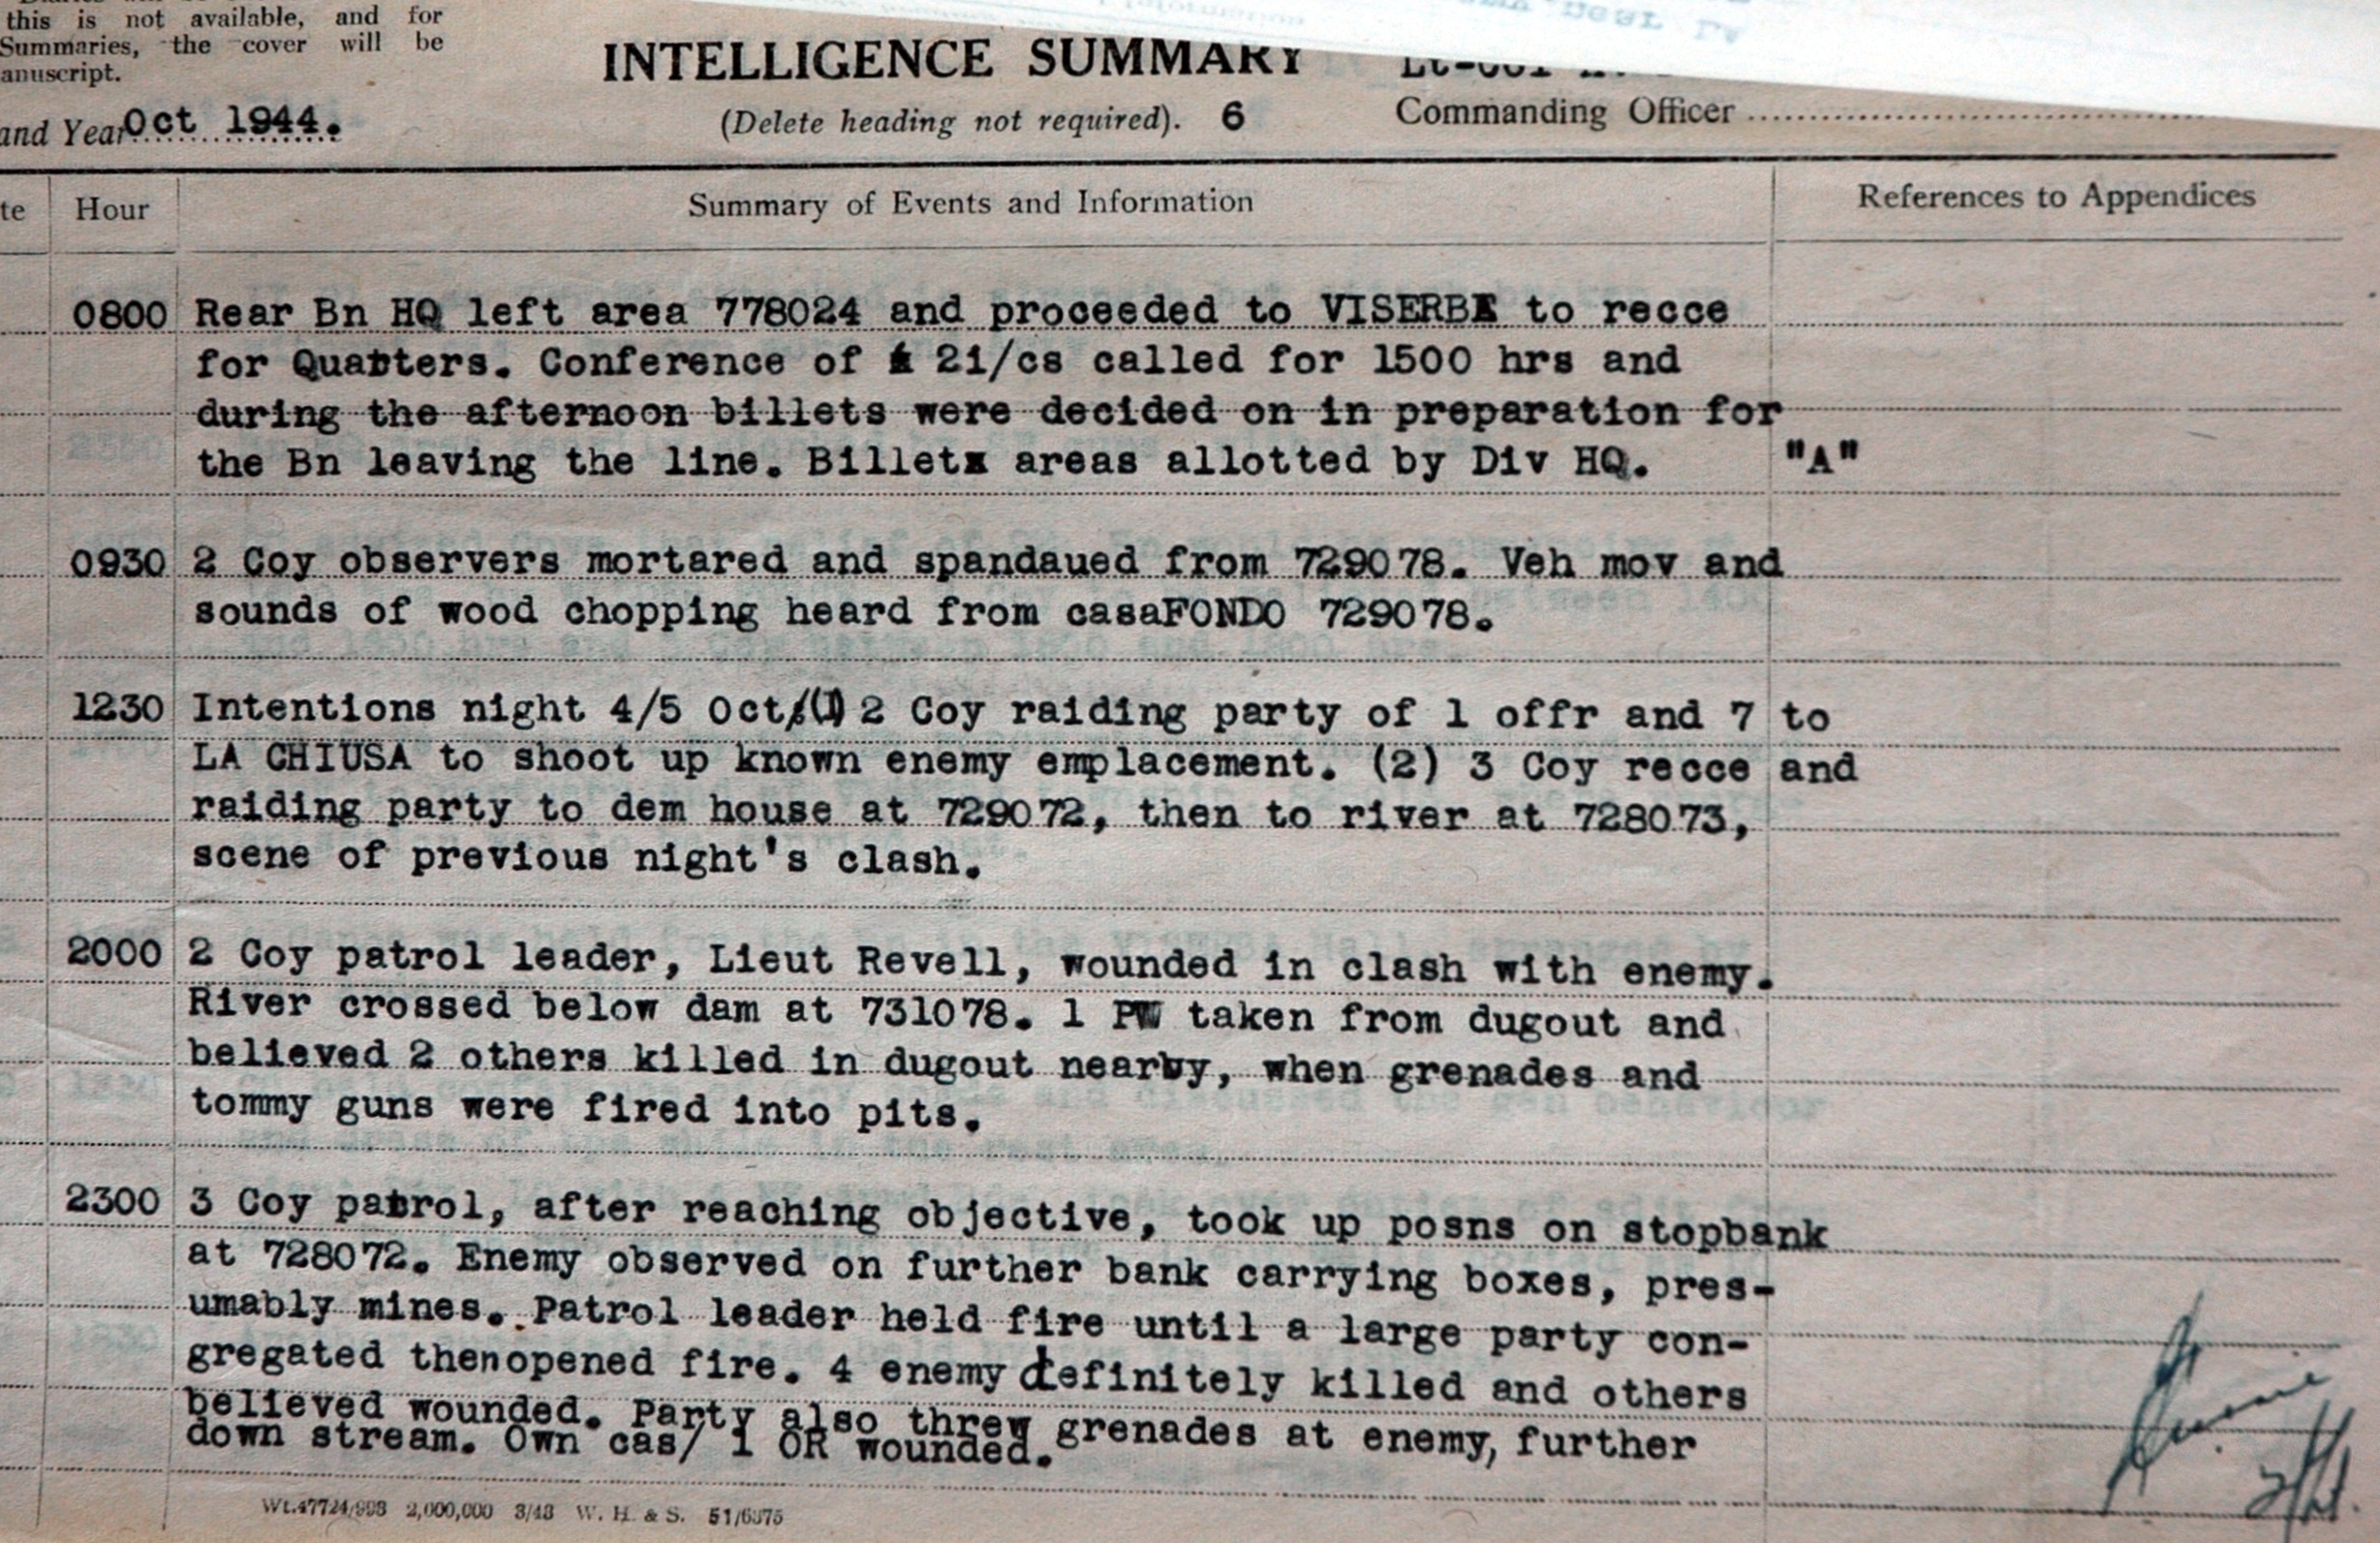 this is not available, and for
Summaries, the cover will be
anuscript.
INTELLIGENCE SUMMARY
(Delete heading not required). 6
Commanding Officer
and Year Oct 1944.
te Hour Summary of Events and Information References to Appendices
0800 Rear Bn HQ left area 778024 and proceeded to VISERBE to recce
for Quatters. Conference of 2i/cs called for 1500 hrs and
during the afternoon billets were decided on in preparation for
the Bn leaving the line. Billetx areas allotted by Div HQ. "A"
0930 2 Coy observers mortared and spandaued from 729078. Veh mov and
sounds of wood chopping heard from casaFONDO 729078.
1230 Intentions night 4/5 Oct/(1) 2 Coy raiding party of 1 offr and 7 to
LA CHIUSA to shoot up known enemy emplacement. (2) 3 Coy recce and
raiding party to dem house at 729072, then to river at 728073,
scene of previous night's clash.
2000 2 Coy patrol leader, Lieut Revell, wounded in clash with enemy.
River crossed below dam at 731078. 1 PW taken from dugout and
believed 2 others killed in dugout nearby, when grenades and
tommy guns were fired into pits.
2300 3 Coy patrol, after reaching objective, took up posns on stopbank
at 728072. Enemy observed on further bank carrying boxes, pres-
umably mines. Patrol leader held fire until a large party con-
gregated thenopened fire. 4 enemy definitely killed and others
believed wounded. Party also threw grenades at enemy, further
down stream. Own cas/ 1 OR wounded.
2,000,000 3/43 W. H. & S.